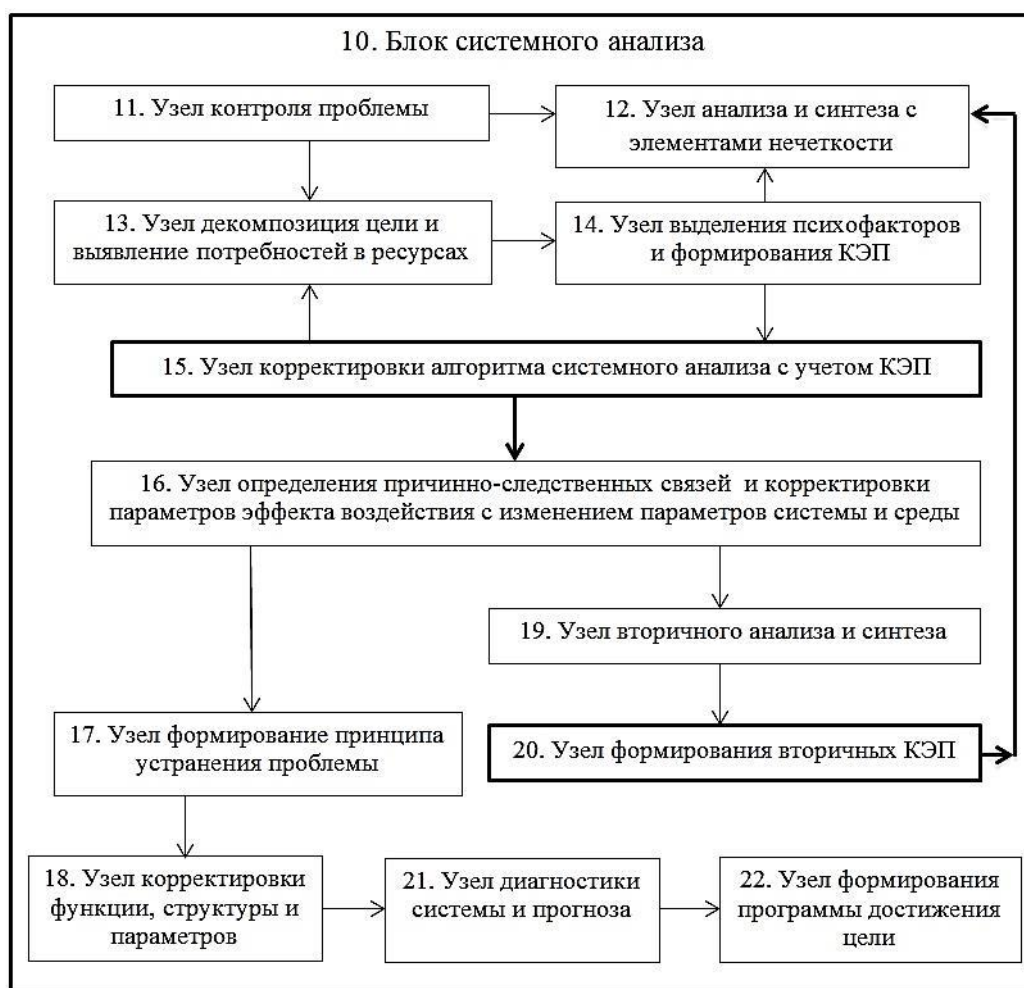 10. Блок системного анализа
11. Узел контроля проблемы
12. Узел анализа и синтеза с
элементами нечеткости
13. Узел декомпозиция цели и
выявление потребностей в ресурсах
14. Узел выделения психофакторов
и формирования КЭП
15. Узел корректировки алгоритма системного анализа с учетом КЭП
16. Узел определения причинно-следственных связей и корректировки
параметров эффекта воздействия с изменением параметров системы и среды
19. Узел вторичного анализа и синтеза
17. Узел формирование принципа
устранения проблемы
20. Узел формирования вторичных КЭП
18. Узел корректировки
функции, структуры и
параметров
21. Узел диагностики
системы и прогноза
22. Узел формирования
программы достижения
цели